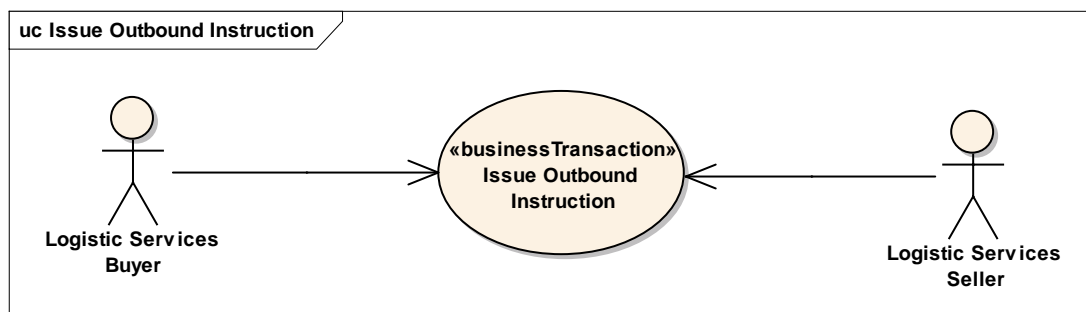 uc Issue Outbound Instruction
«businessTransaction»
Issue Outbound
Instruction
Logistic Services
Buyer
Logistic Services
Seller